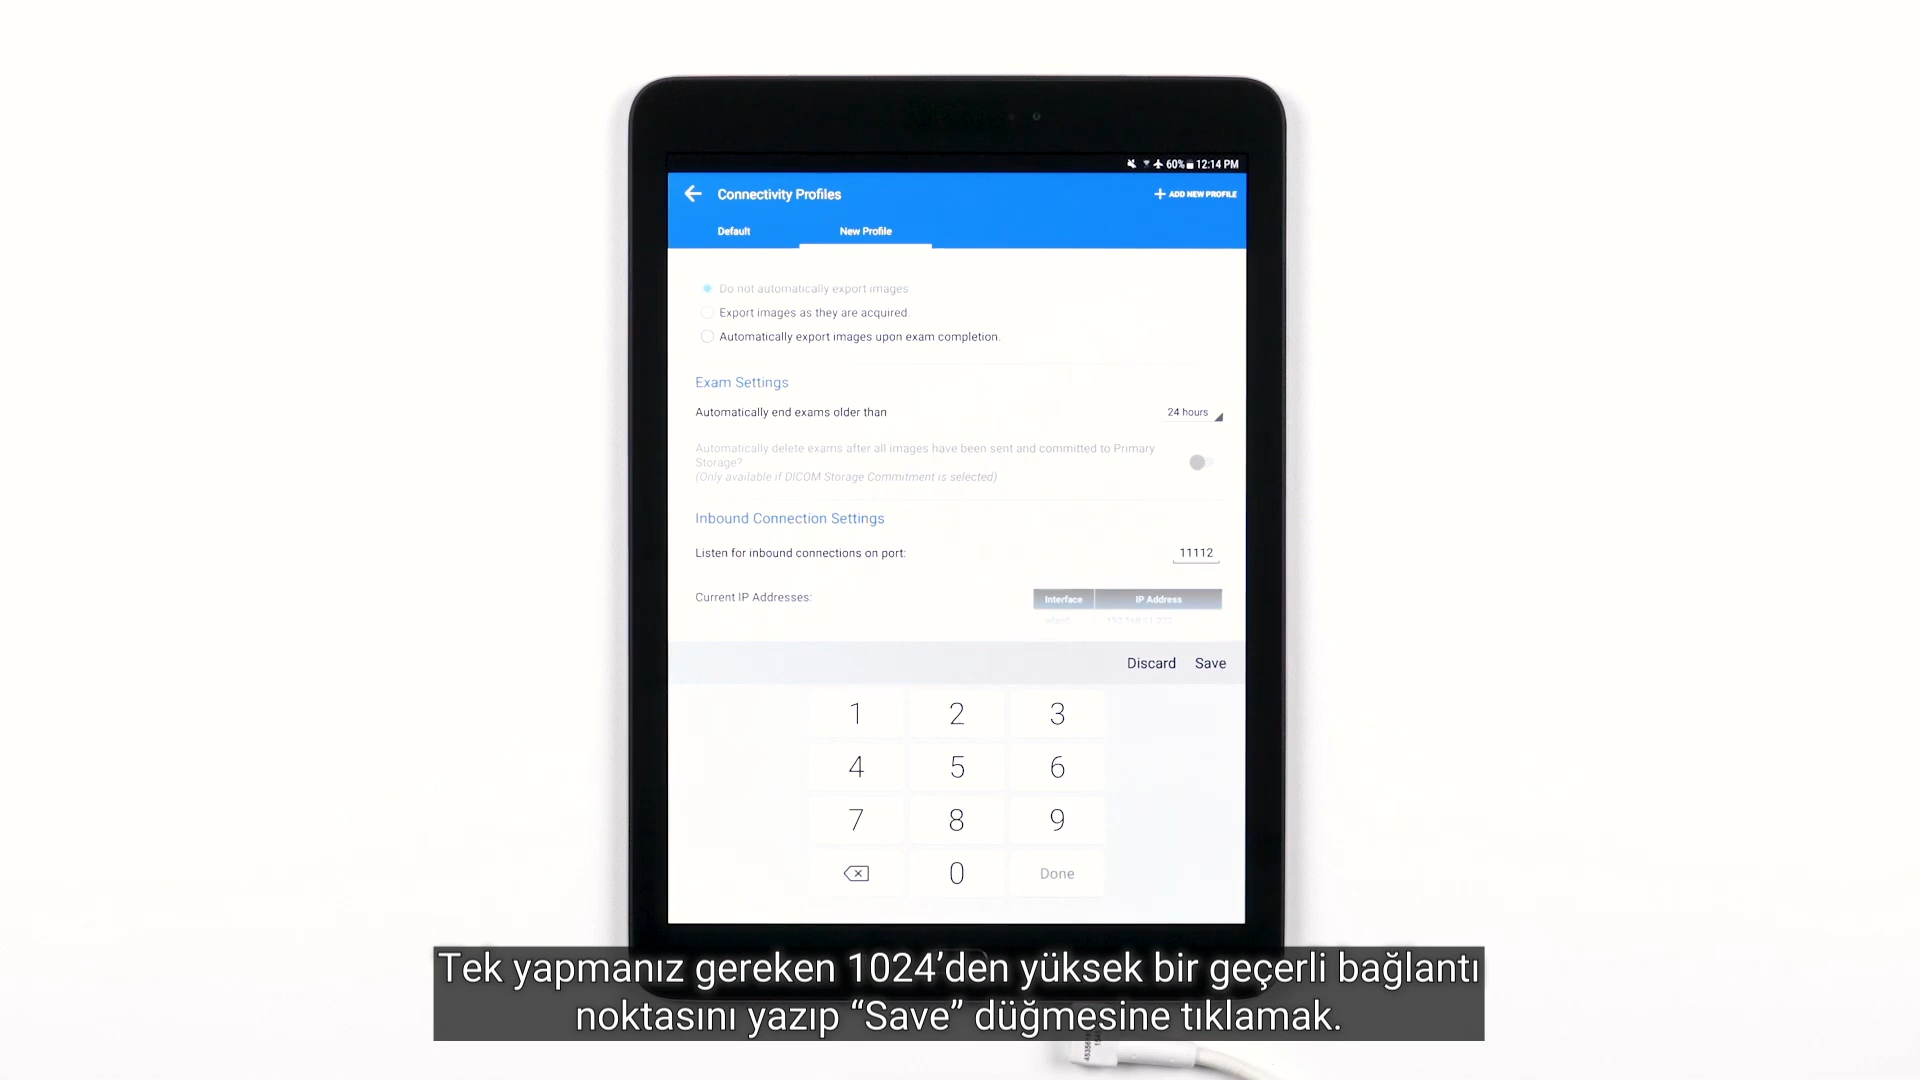 60% 12:14 PM
Connectivity Profiles
ADD NEW PROFILE
Default
New Profile
Do not automatically export images.
Export images as they are acquired.
Automatically export images upon exam completion.
Exam Settings
Automatically end exams older than
24 hours
Automatically delete exams after all images have been sent and committed to Primary
Storage?
(Only available if DICOM Storage Commitment is selected)
Inbound Connection Settings
Listen for inbound connections on port:
11112
Current IP Addresses:
Interface
IP Address
Discard
Save
1 2 3
4 5 6
7 8 9
0 Done
Tek yapmanız gereken 1024’den yüksek bir geçerli bağlantı
noktasını yazıp “Save” düğmesine tıklamak.